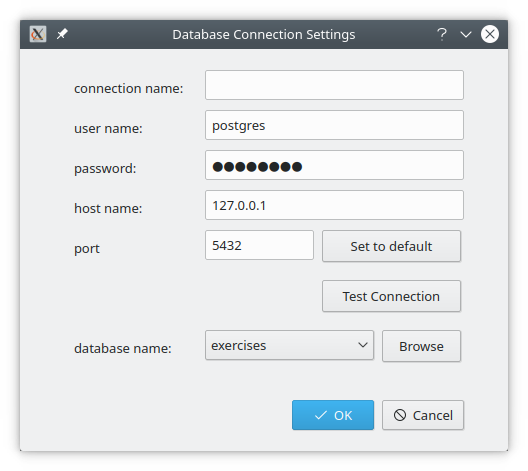 Database Connection Settings
connection name:
user name: postgres
password: ●●●●●●●●
host name: 127.0.0.1
port 5432 Set to default
Test Connection
database name: exercises Browse
OK Cancel